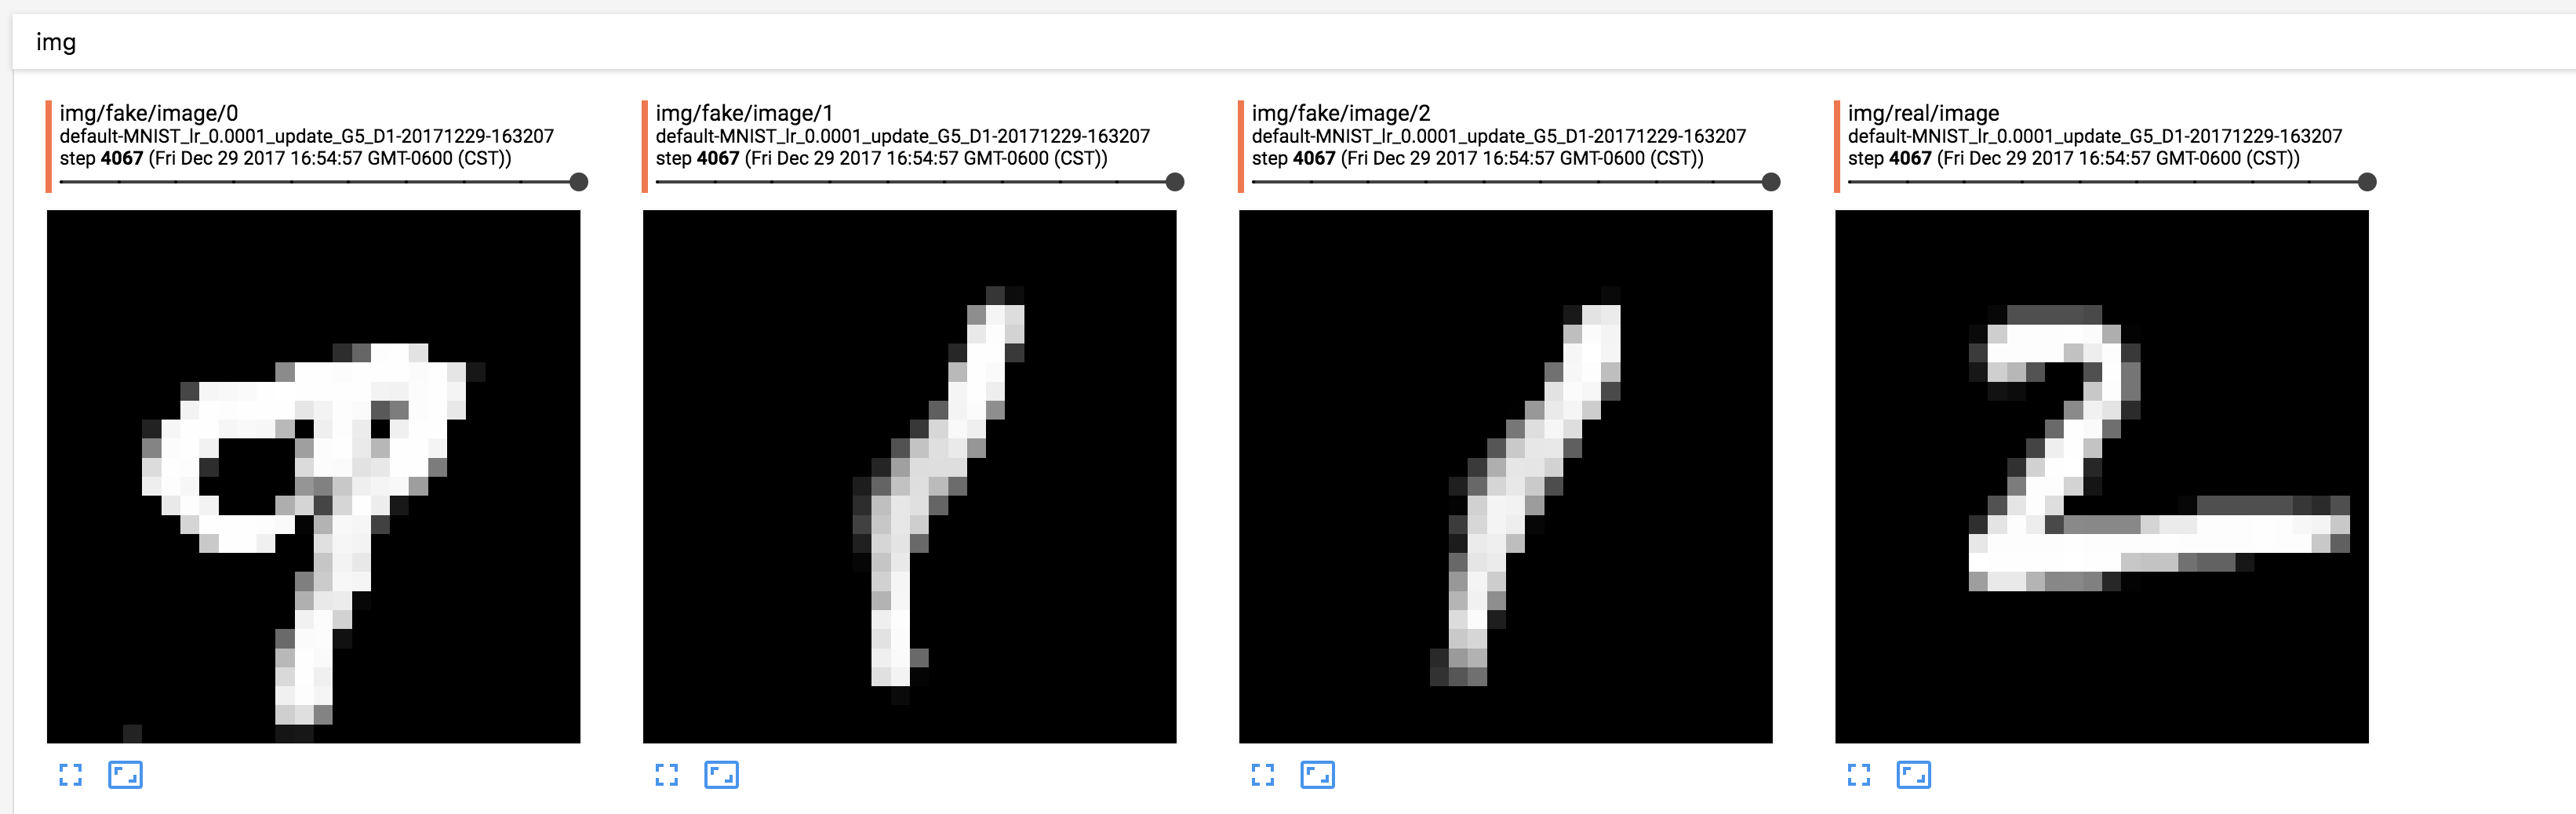 img
img/fake/image/0
default-MNIST_lr_0.0001_update_G5_D1-20171229-163207
step 4067 (Fri Dec 29 2017 16:54:57 GMT-0600 (CST))
img/fake/image/1
default-MNIST_lr_0.0001_update_G5_D1-20171229-163207
step 4067 (Fri Dec 29 2017 16:54:57 GMT-0600 (CST))
img/fake/image/2
default-MNIST_lr_0.0001_update_G5_D1-20171229-163207
step 4067 (Fri Dec 29 2017 16:54:57 GMT-0600 (CST))
img/real/image
default-MNIST_lr_0.0001_update_G5_D1-20171229-163207
step 4067 (Fri Dec 29 2017 16:54:57 GMT-0600 (CST))
9
1
1
2